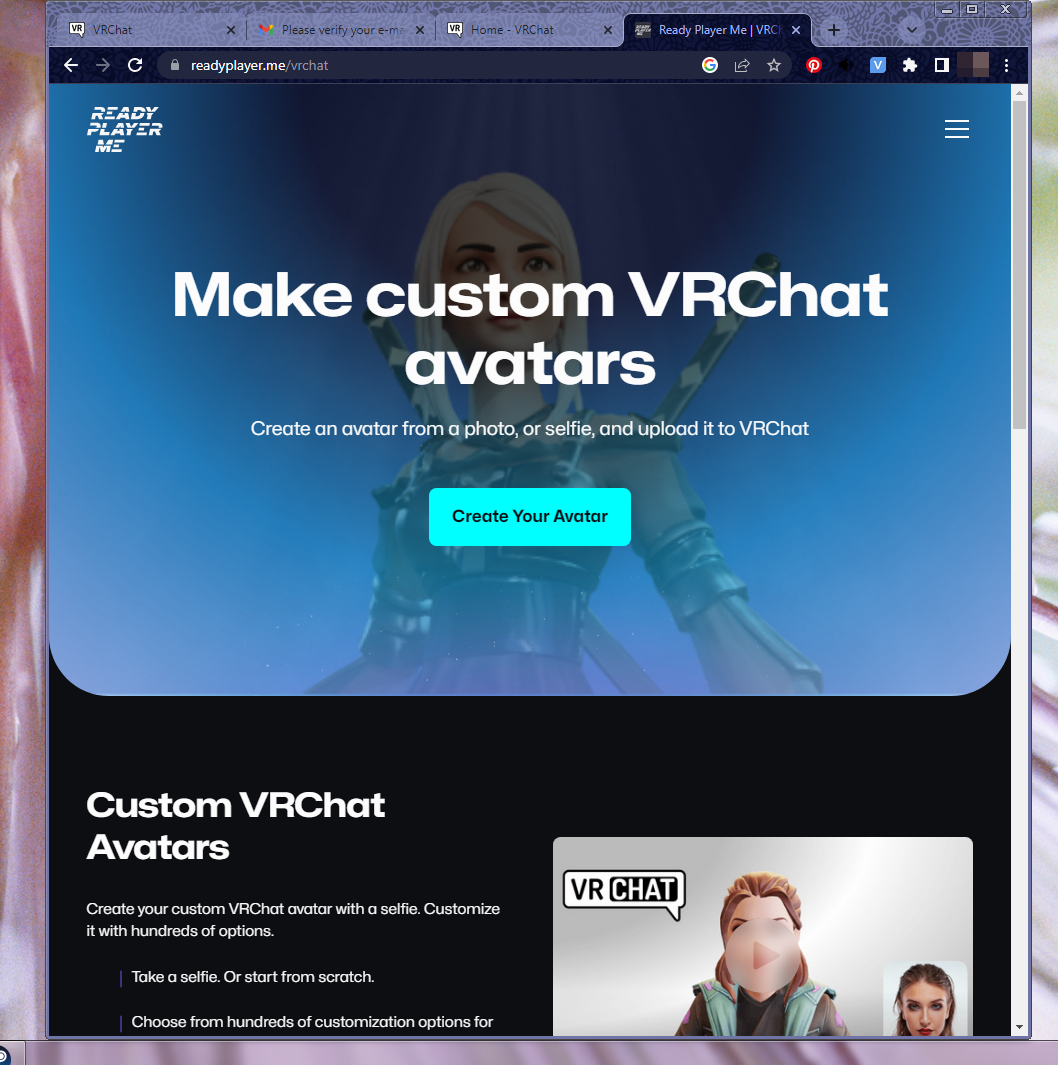 VRChat
Please verify your e-ma
Home - VRChat
Ready Player Me | VRCh
readyplayer.me/vrchat
READY
PLAYER
ME
Make custom VRChat
avatars
Create an avatar from a photo, or selfie, and upload it to VRChat
Create Your Avatar
Custom VRChat
Avatars
Create your custom VRChat avatar with a selfie. Customize
it with hundreds of options.
Take a selfie. Or start from scratch.
Choose from hundreds of customization options for
VRCHAT